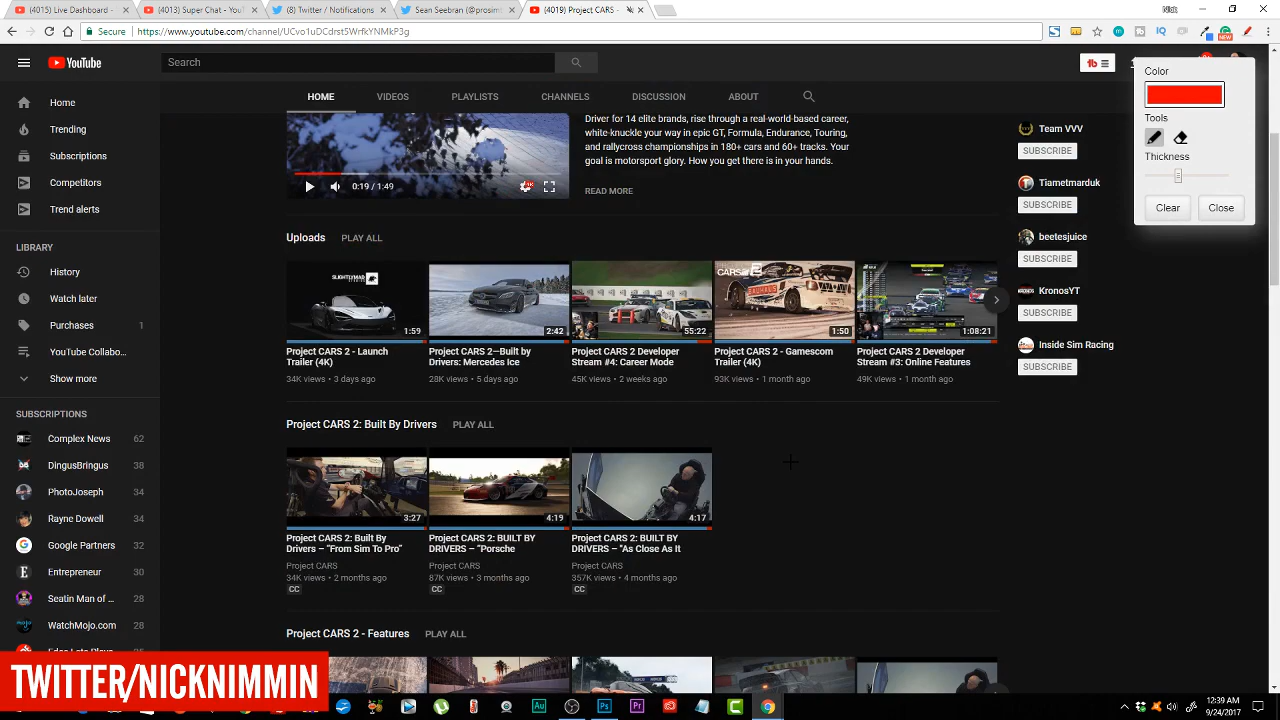 (4015) Live Dashboard -
(4013) Super Chat - You
(8) Twitter / Notifications
Sean Seeber (@prosim
(4019) Project CARS -
Nick
Secure
https://www.youtube.com/channel/UCvo1uDCdrst5WrfkYNMkP3g
YouTube
Search
HOME
VIDEOS
PLAYLISTS
CHANNELS
DISCUSSION
ABOUT
Color
Tools
Thickness
Clear
Close
Home
Trending
Subscriptions
Competitors
Trend alerts
LIBRARY
History
Watch later
Purchases 1
YouTube Collabo...
Show more
SUBSCRIPTIONS
Complex News 62
DingusBringus 38
PhotoJoseph 34
Rayne Dowell 34
Google Partners 32
Entrepreneur 30
Seatin Man of ... 28
WatchMojo.com 28
0:19 / 1:49
Driver for 14 elite brands, rise through a real-world-based career,
white-knuckle your way in epic GT, Formula, Endurance, Touring,
and rallycross championships in 180+ cars and 60+ tracks. Your
goal is motorsport glory. How you get there is in your hands.
READ MORE
Team VVV
SUBSCRIBE
Tiametmarduk
SUBSCRIBE
beetesjuice
SUBSCRIBE
KronosYT
SUBSCRIBE
Inside Sim Racing
SUBSCRIBE
Uploads PLAY ALL
SLIGHTLYMAD
1:59
2:42
55:22
CARS 2
BAUHAUS
1:50
1:08:21
Project CARS 2 - Launch
Trailer (4K)
34K views • 3 days ago
Project CARS 2—Built by
Drivers: Mercedes Ice
28K views • 5 days ago
Project CARS 2 Developer
Stream #4: Career Mode
45K views • 2 weeks ago
Project CARS 2 - Gamescom
Trailer (4K)
93K views • 1 month ago
Project CARS 2 Developer
Stream #3: Online Features
49K views • 1 month ago
Project CARS 2: Built By Drivers PLAY ALL
3:27
4:19
4:17
Project CARS 2: Built By
Drivers – “From Sim To Pro”
Project CARS
34K views • 2 months ago
CC
Project CARS 2: BUILT BY
DRIVERS – “Porsche
Project CARS
87K views • 3 months ago
CC
Project CARS 2: BUILT BY
DRIVERS – "As Close As It
Project CARS
357K views • 4 months ago
CC
Project CARS 2 - Features PLAY ALL
TWITTER/NICKNIMMIN
12:39 AM
9/24/2017